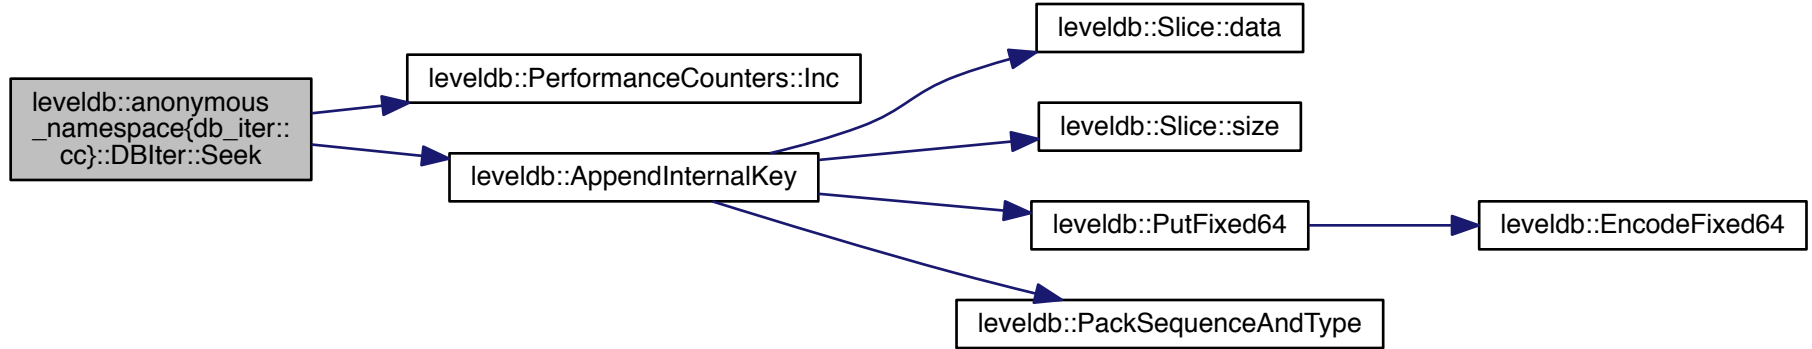 leveldb::anonymous
_namespace{db_iter::
cc}::DBIter::Seek
leveldb::PerformanceCounters::Inc
leveldb::AppendInternalKey
leveldb::Slice::data
leveldb::Slice::size
leveldb::PutFixed64
leveldb::EncodeFixed64
leveldb::PackSequenceAndType